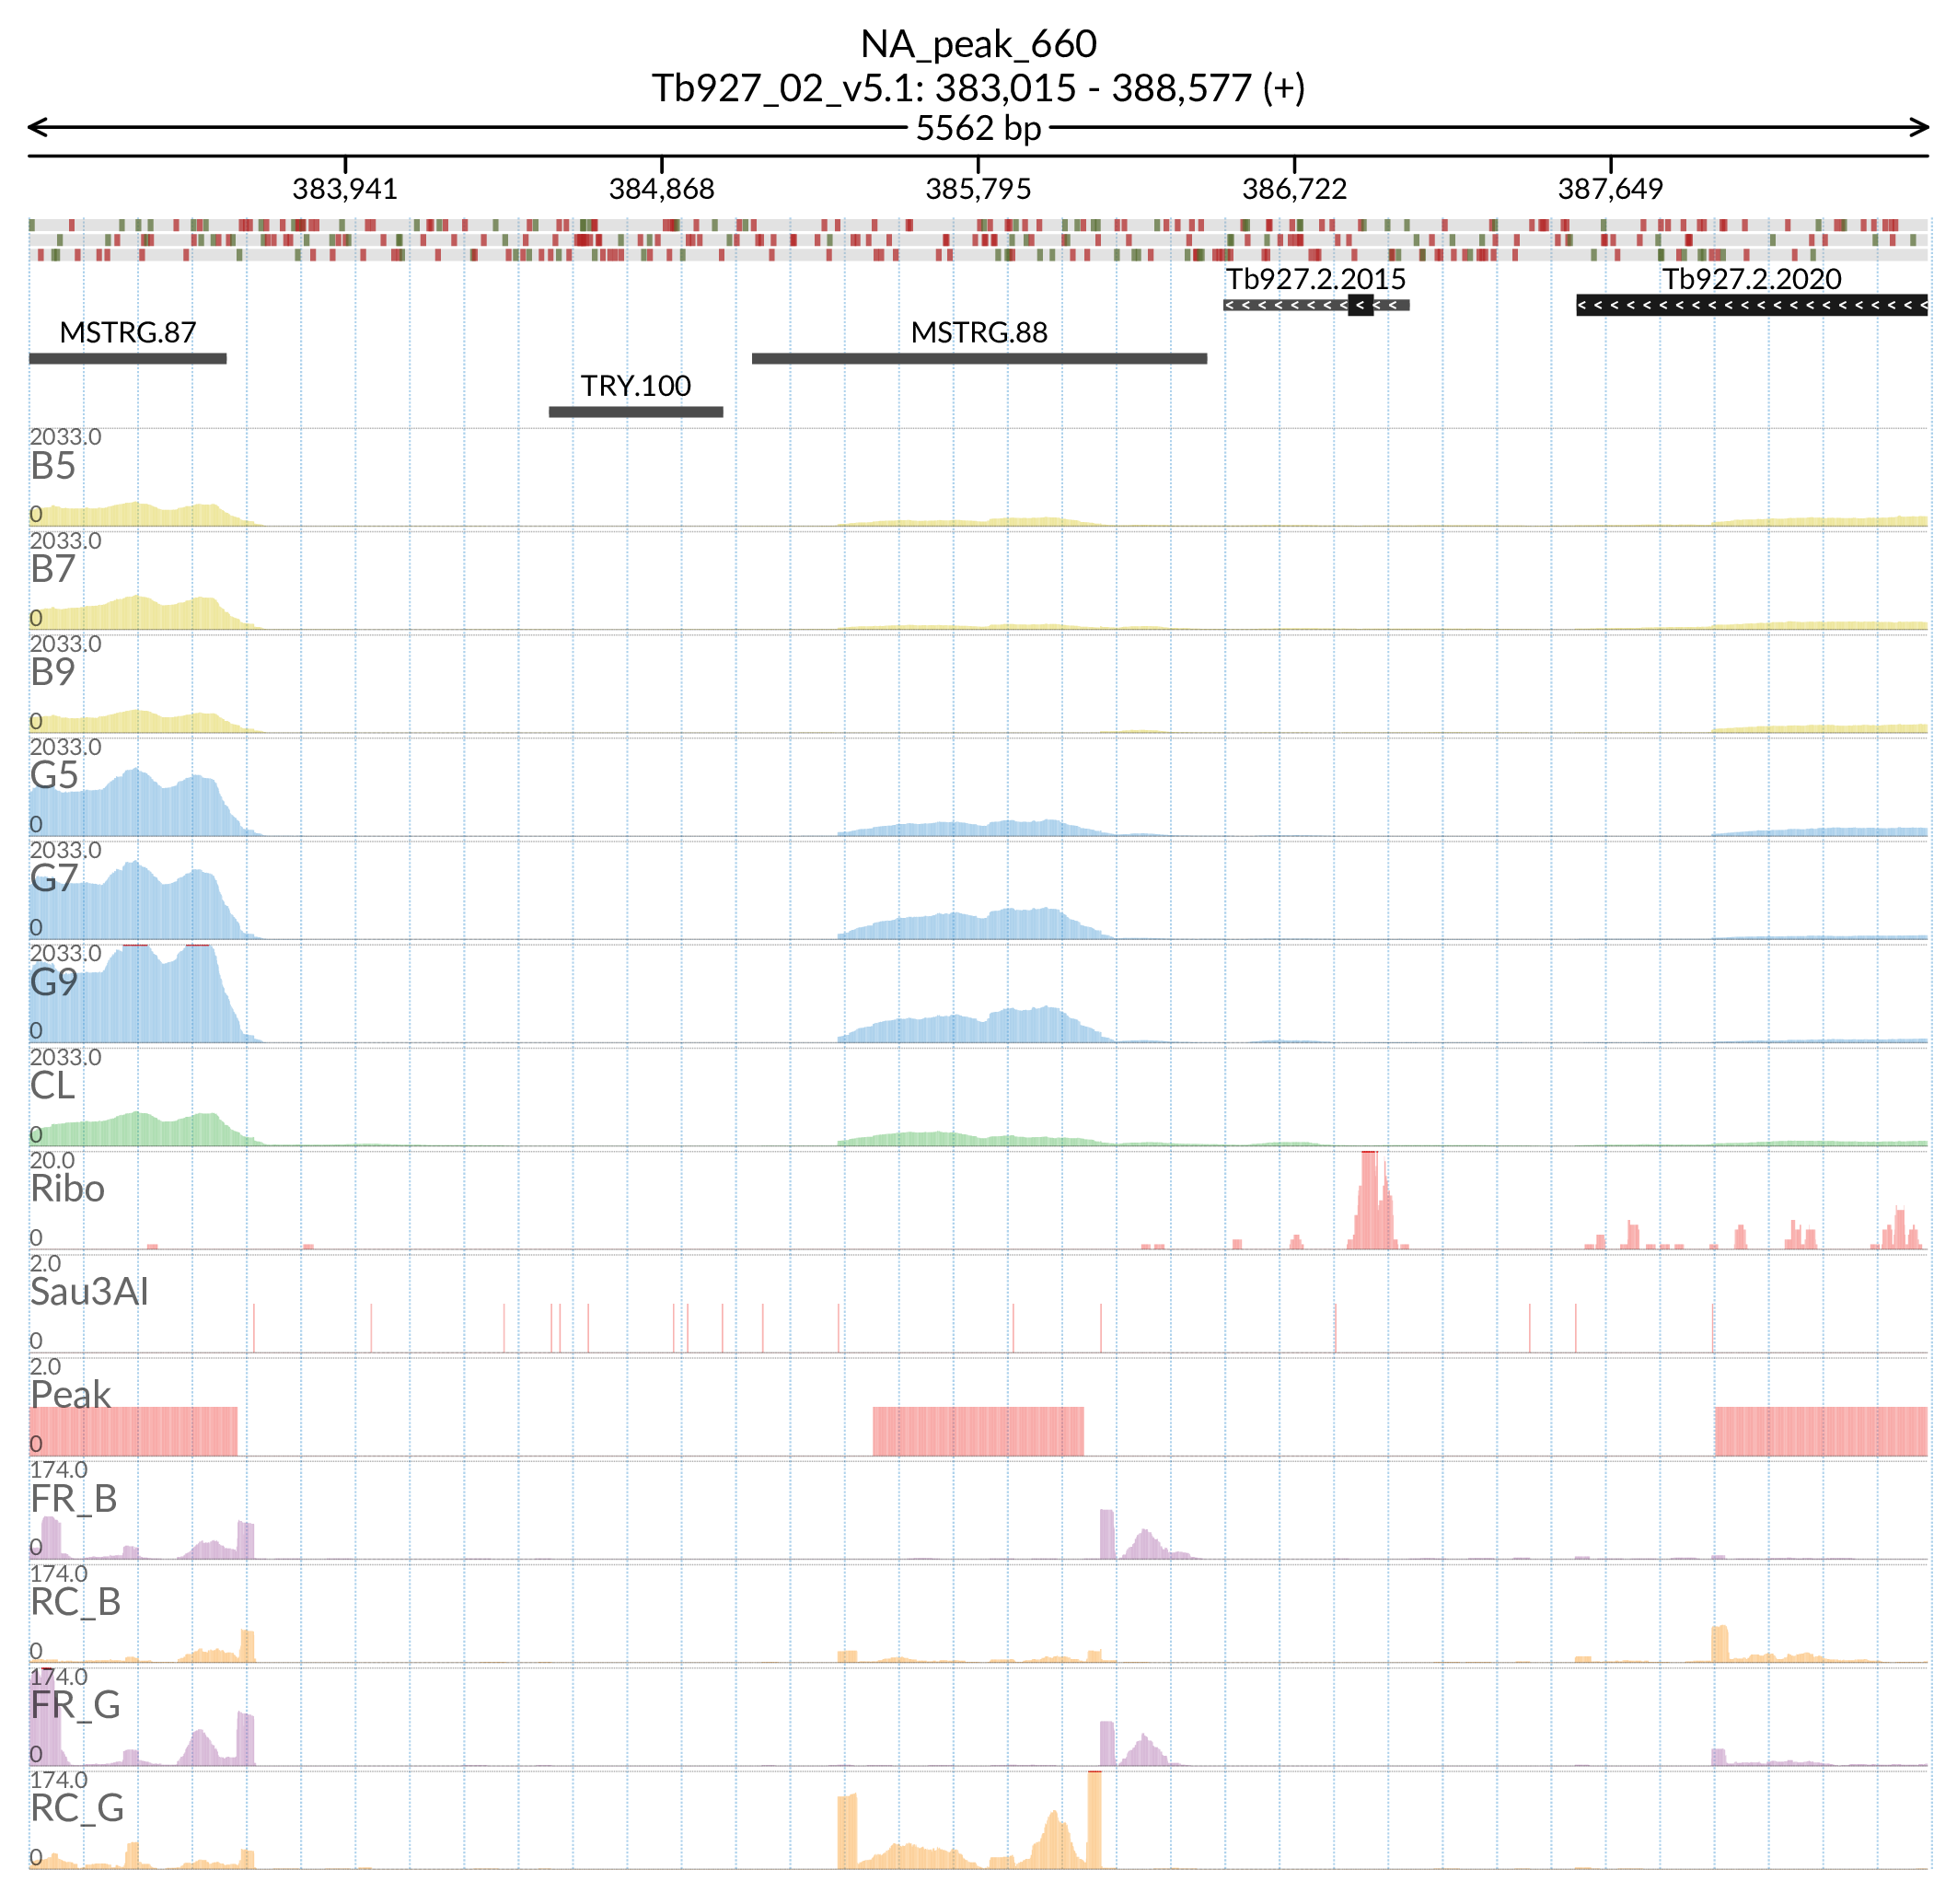 NA_peak_660
Tb927_02_v5.1: 383,015 - 388,577 (+)
5562 bp
383,941 384,868 385,795 386,722 387,649
Tb927.2.2015 Tb927.2.2020
MSTRG.87 MSTRG.88
TRY.100
2033.0
B5
0
2033.0
B7
0
2033.0
B9
0
2033.0
G5
0
2033.0
G7
0
2033.0
G9
0
2033.0
CL
0
20.0
Ribo
0
2.0
Sau3AI
0
2.0
Peak
0
174.0
FR_B
0
174.0
RC_B
0
174.0
FR_G
0
174.0
RC_G
0